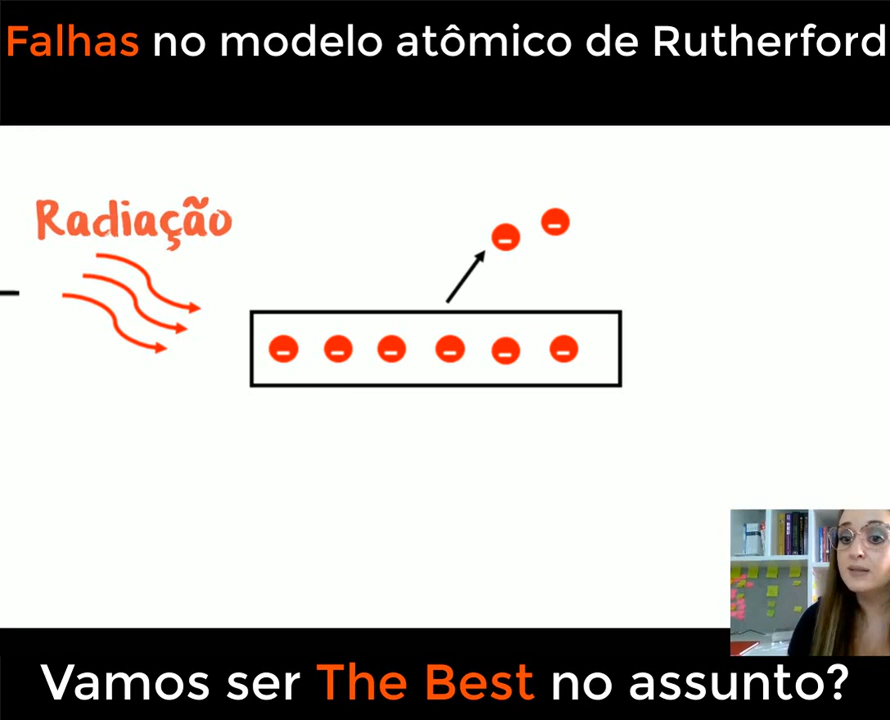 Falhas no modelo atômico de Rutherford
Radiação
Vamos ser The Best no assunto?